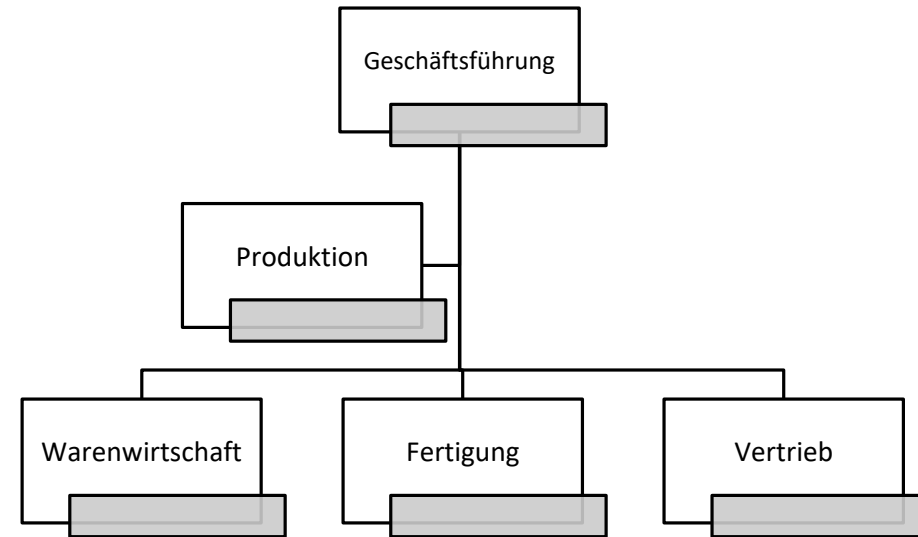 Geschäftsführung
Produktion
Warenwirtschaft
Fertigung
Vertrieb